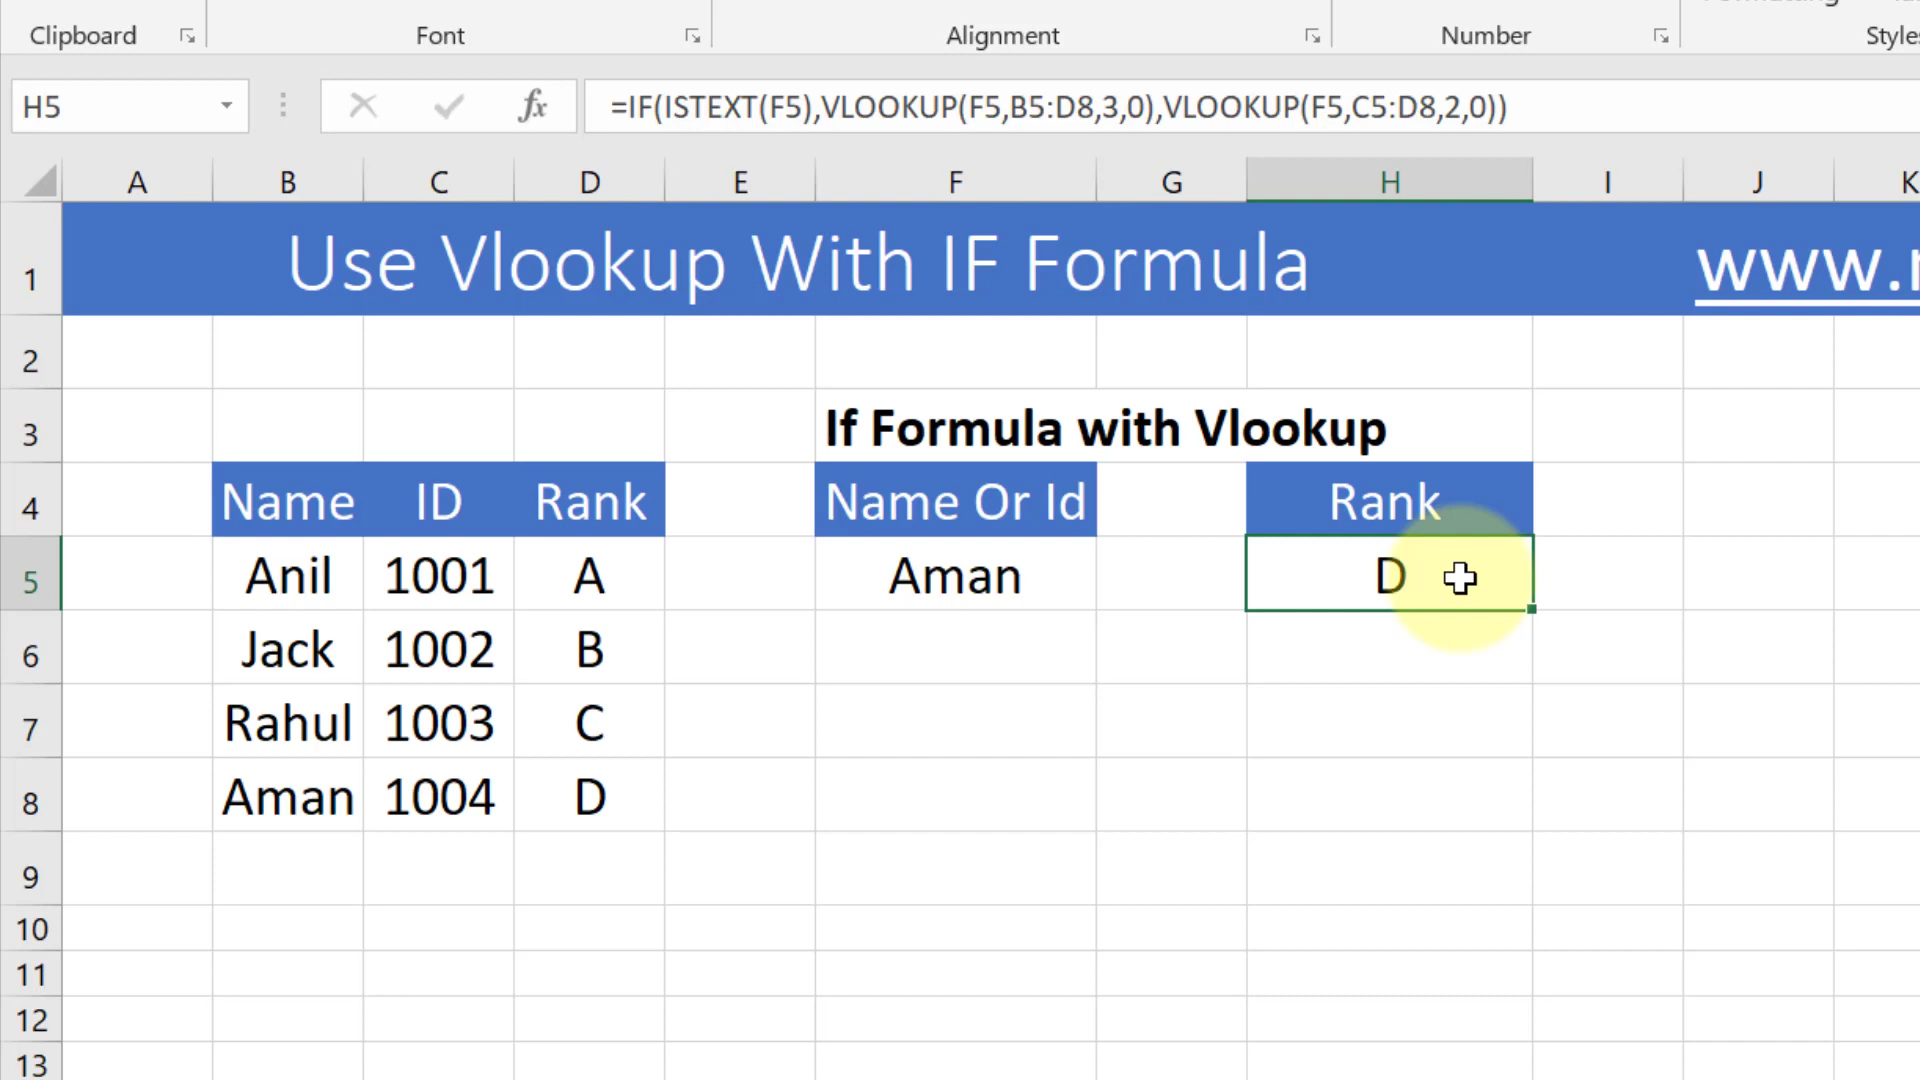 Clipboard Font Alignment Number
H5 fx =IF(ISTEXT(F5),VLOOKUP(F5,B5:D8,3,0),VLOOKUP(F5,C5:D8,2,0))
A B C D E F G H I J K
1 Use Vlookup With IF Formula
2
3 If Formula with Vlookup
4 Name ID Rank Name Or Id Rank
5 Anil 1001 A Aman D
6 Jack 1002 B
7 Rahul 1003 C
8 Aman 1004 D
9
10
11
12
13